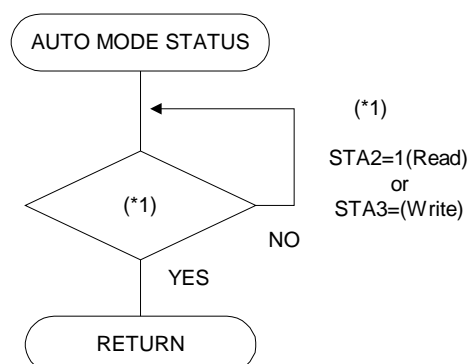 AUTO MODE STATUS
(*1)
STA2=1(Read)
or
STA3=(Write)
(*1)
NO
YES
RETURN